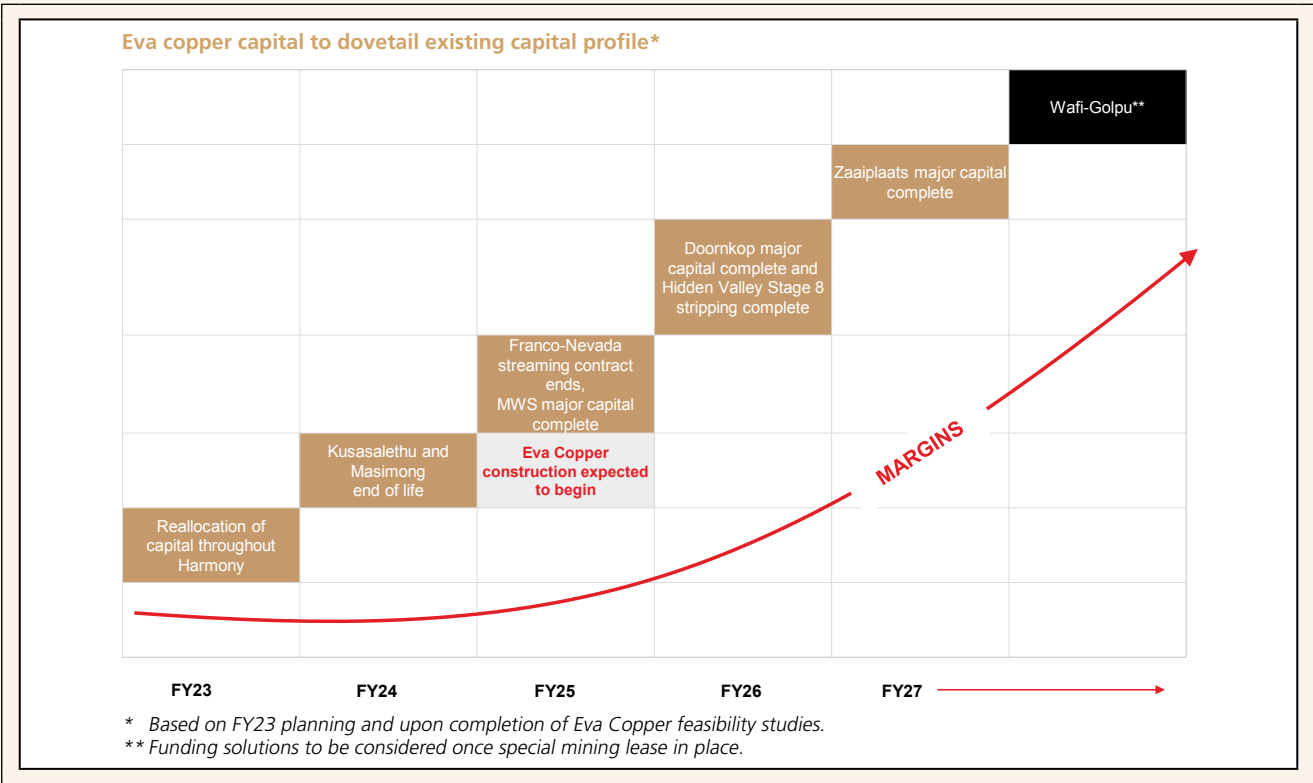 Eva copper capital to dovetail existing capital profile*
Wafi-Golpu**
Zaaiplaats major capital
complete
Doornkop major
capital complete and
Hidden Valley Stage 8
stripping complete
Franco-Nevada
streaming contract
ends,
MWS major capital
complete
Kusasalethu and
Masimong
end of life
Eva Copper
construction expected
to begin
Reallocation of
capital throughout
Harmony
MARGINS
FY23 FY24 FY25 FY26 FY27
* Based on FY23 planning and upon completion of Eva Copper feasibility studies.
** Funding solutions to be considered once special mining lease in place.